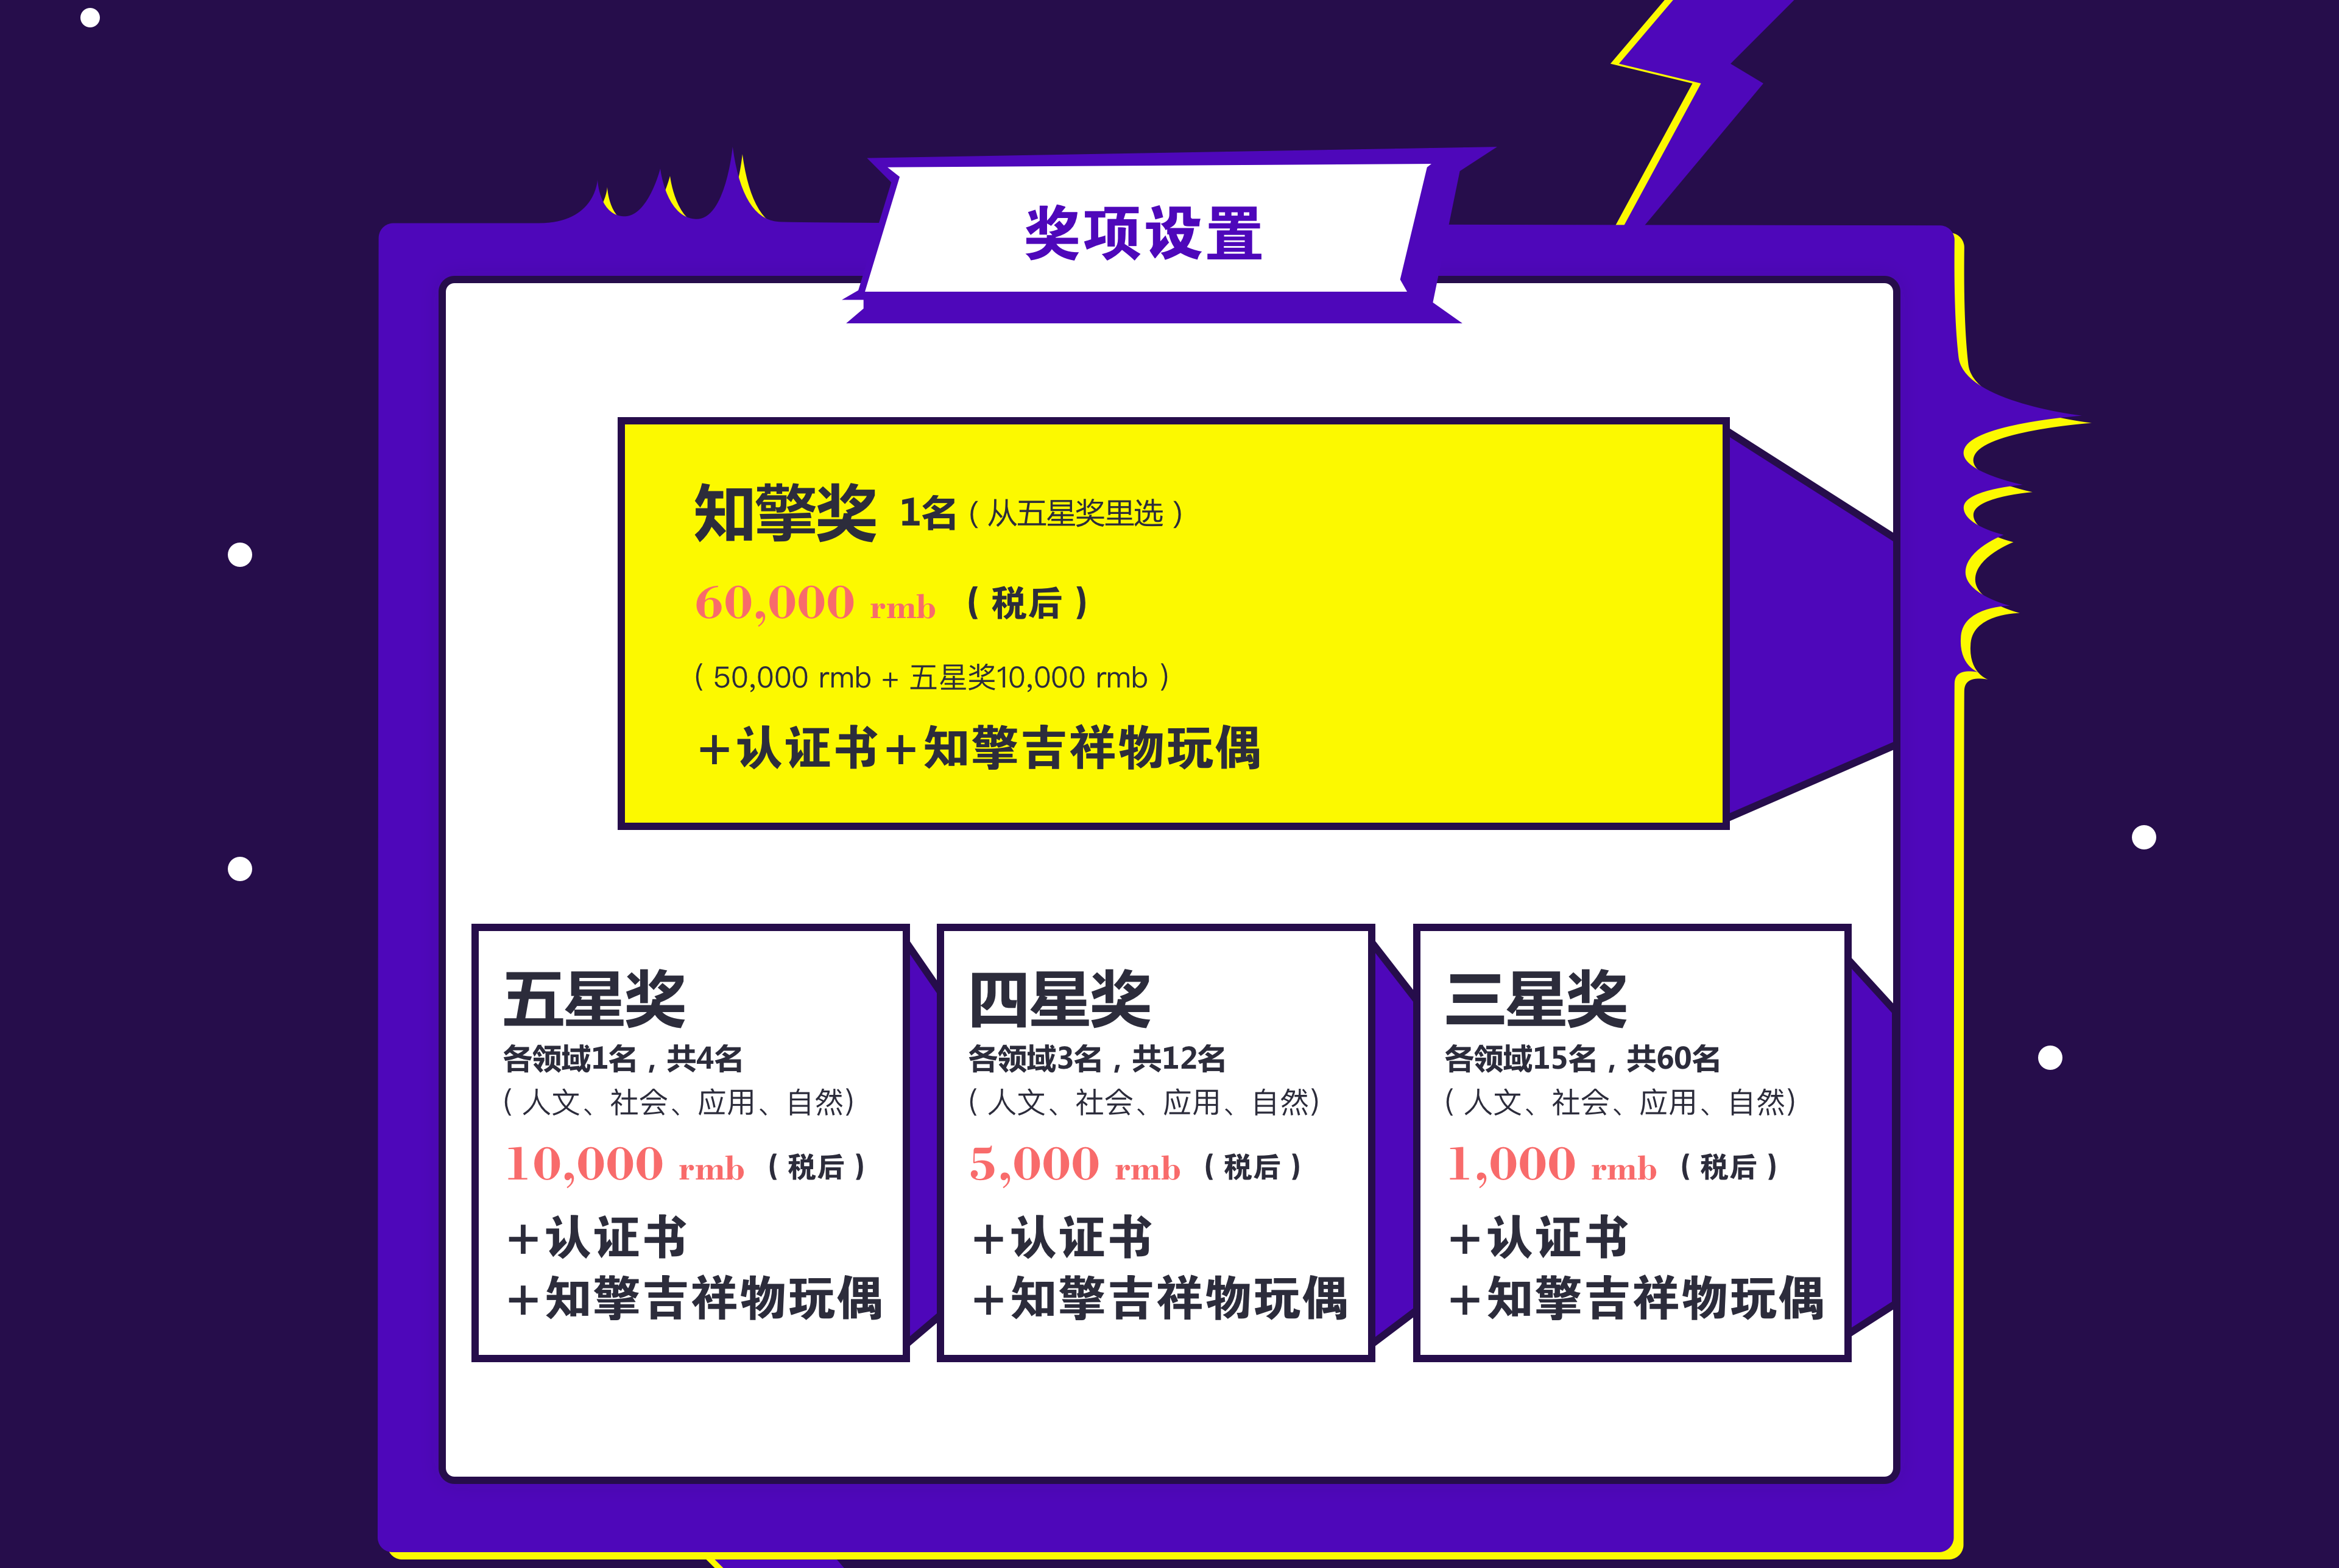 奖项设置
知擎奖 1名（从五星奖里选）
60,000 rmb （税后）
（50,000 rmb + 五星奖10,000 rmb ）
+认证书+知擎吉祥物玩偶
五星奖
各领域1名，共4名
（人文、社会、应用、自然）
10,000 rmb （税后）
+认证书
+知擎吉祥物玩偶
四星奖
各领域3名，共12名
（人文、社会、应用、自然）
5,000 rmb （税后）
+认证书
+知擎吉祥物玩偶
三星奖
各领域15名，共60名
（人文、社会、应用、自然）
1,000 rmb （税后）
+认证书
+知擎吉祥物玩偶